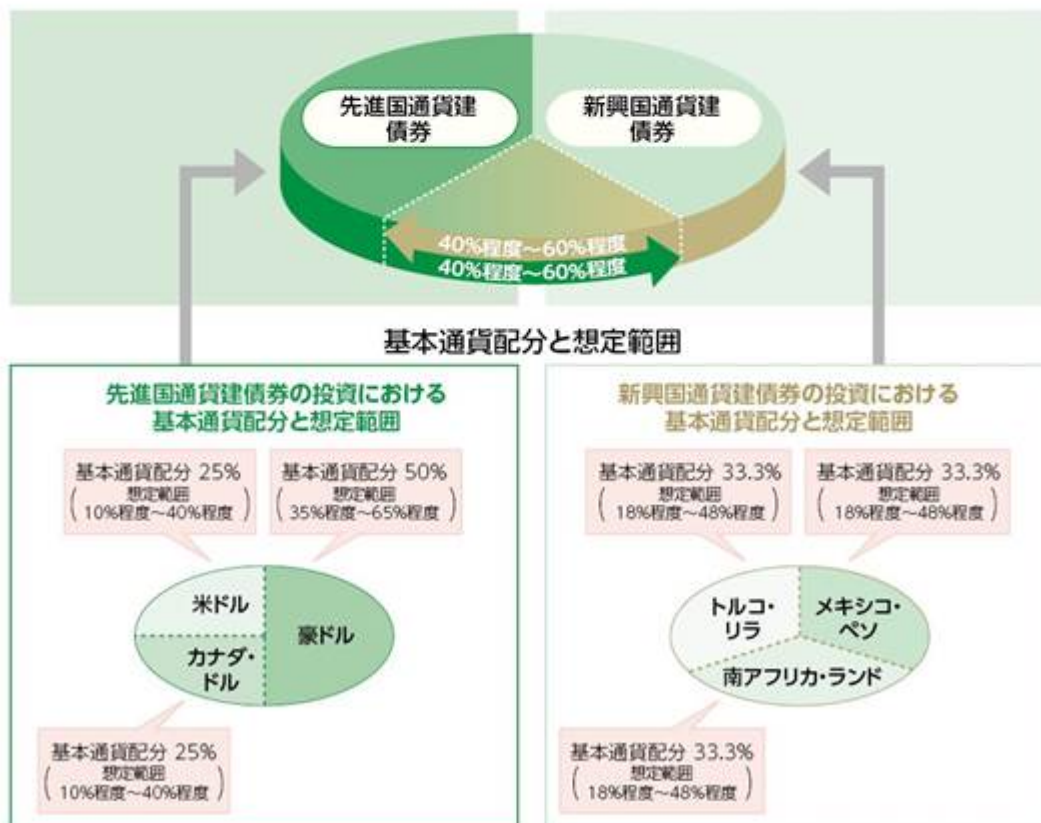 先進国通貨建
債券
新興国通貨建
債券
40%程度～60%程度
40%程度～60%程度
基本通貨配分と想定範囲
先進国通貨建債券の投資における
基本通貨配分と想定範囲
基本通貨配分 25%
想定範囲
10%程度～40%程度
基本通貨配分 50%
想定範囲
35%程度～65%程度
米ドル
豪ドル
カナダ・
ドル
基本通貨配分 25%
想定範囲
10%程度～40%程度
新興国通貨建債券の投資における
基本通貨配分と想定範囲
基本通貨配分 33.3%
想定範囲
18%程度～48%程度
基本通貨配分 33.3%
想定範囲
18%程度～48%程度
トルコ・
リラ
メキシコ・
ペソ
南アフリカ・ランド
基本通貨配分 33.3%
想定範囲
18%程度～48%程度